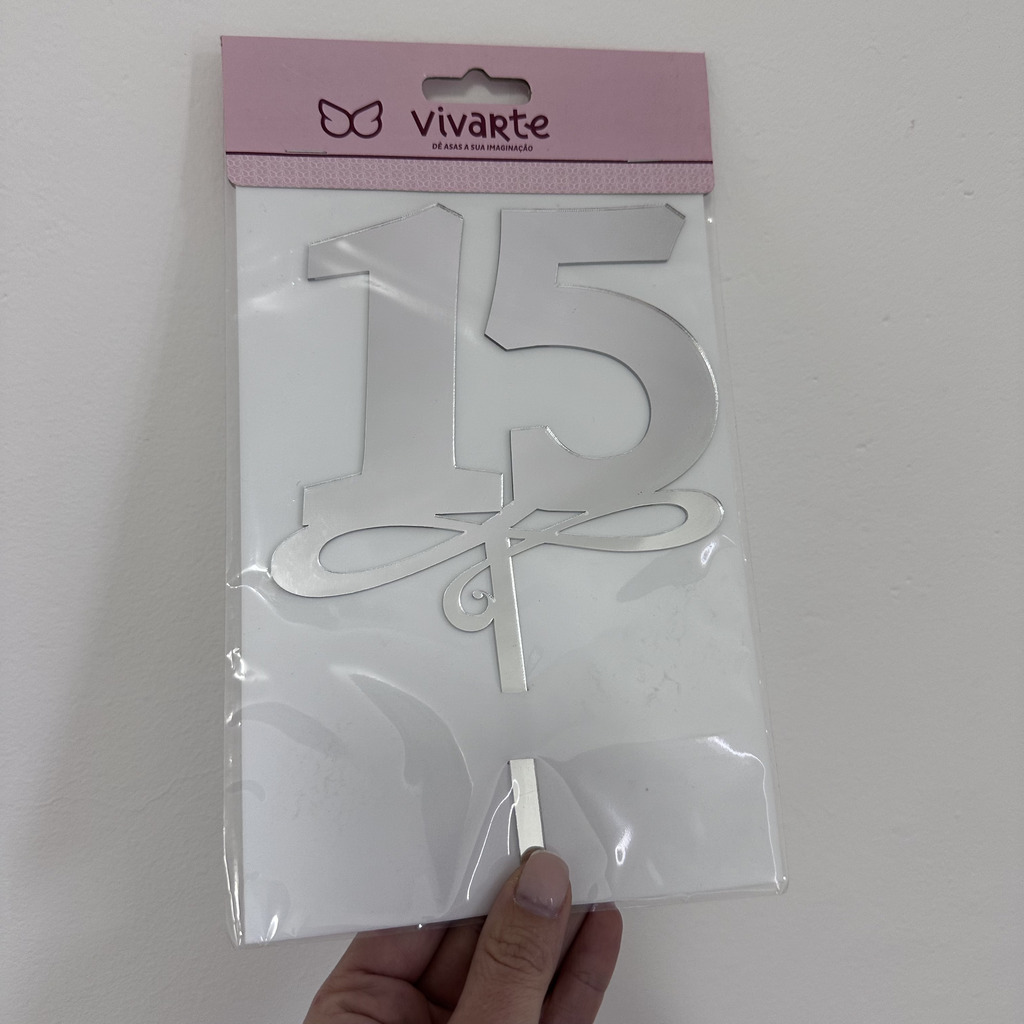 vivarte
DÊ ASAS A SUA IMAGINAÇÃO
15